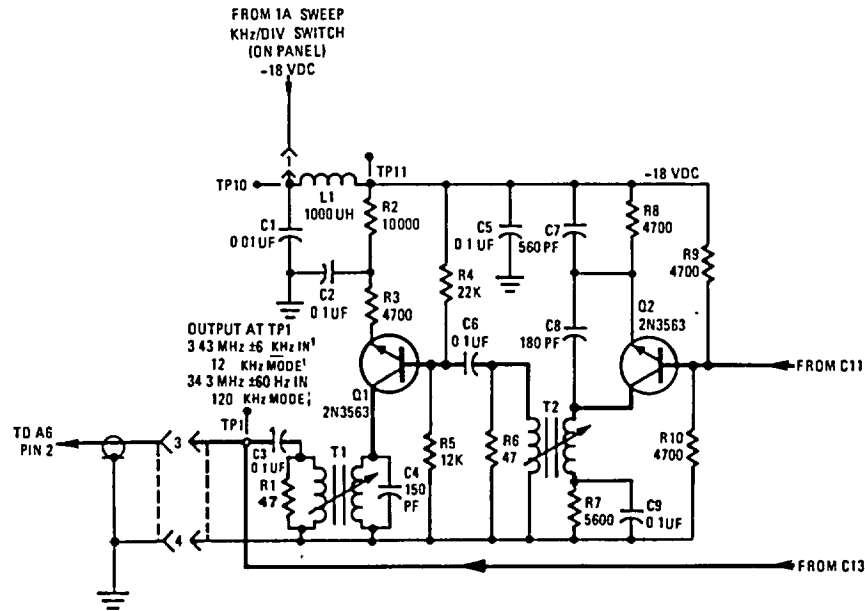 FROM 1A SWEEP
KHz/DIV SWITCH
(ON PANEL)
-18 VDC
1
TP10
TP11
-18 VDC
L1
1000UH
R2
10000
C1
0 01UF
C5
0 1UF
C7
560 PF
R8
4700
R9
4700
C2
0 1UF
R3
4700
R4
22K
C6
0 1UF
C8
180 PF
Q2
2N3563
OUTPUT AT TP1
3 43 MHz ±6 KHz IN
12 KHz MODE
34 3 MHz ±60 Hz IN
120 KHz MODE
FROM C11
Q1
2N3563
TP1
T2
TO A6
PIN 2
3
C3
0 1UF
T1
R1
47
C4
150
PF
R5
12K
R6
47
R10
4700
R7
5600
C9
0 1UF
4
FROM C13